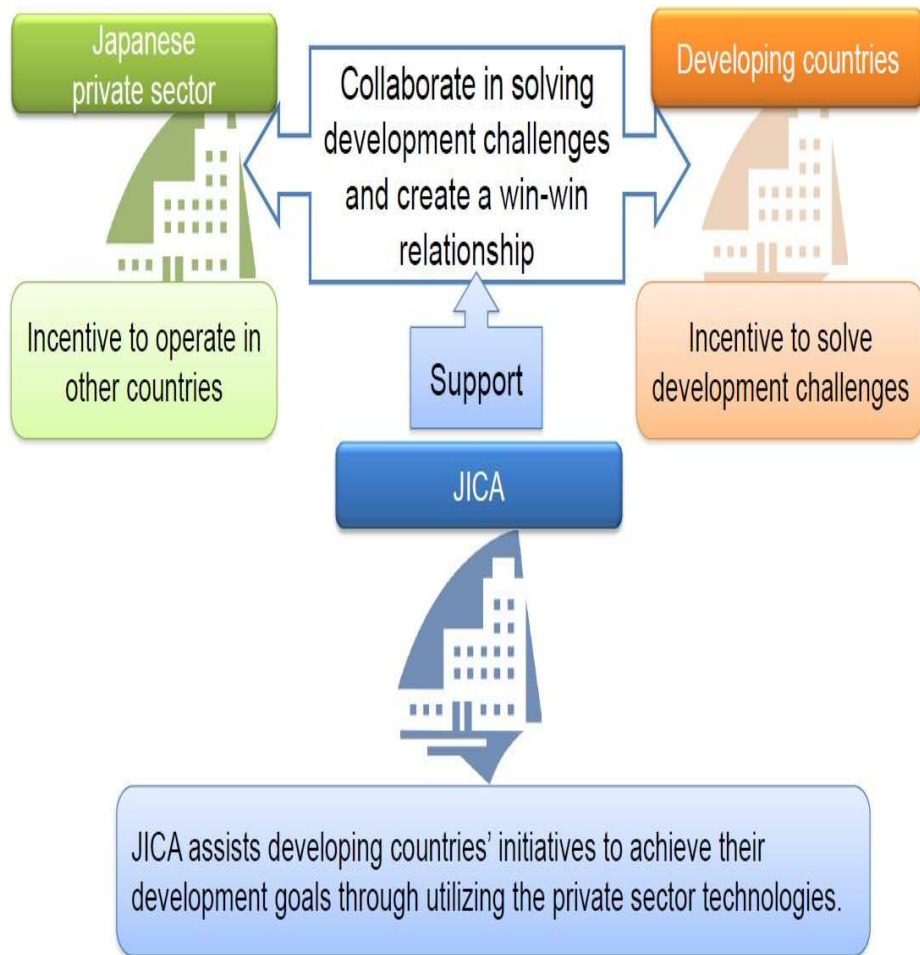 Japanese
private sector
Collaborate in solving
development challenges
and create a win-win
relationship
Developing countries
Incentive to operate in
other countries
Support
Incentive to solve
development challenges
JICA
JICA assists developing countries’ initiatives to achieve their
development goals through utilizing the private sector technologies.